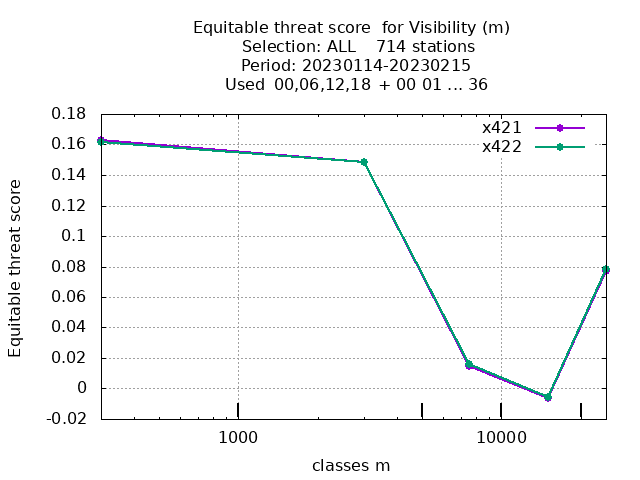 Equitable threat score  for Visibility (m)
Selection: ALL    714 stations
Period: 20230114-20230215
Used  00,06,12,18 + 00 01 ... 36
x421
x422
0.18
0.16
0.14
0.12
0.1
0.08
0.06
0.04
0.02
0
-0.02
Equitable threat score
1000
10000
classes m